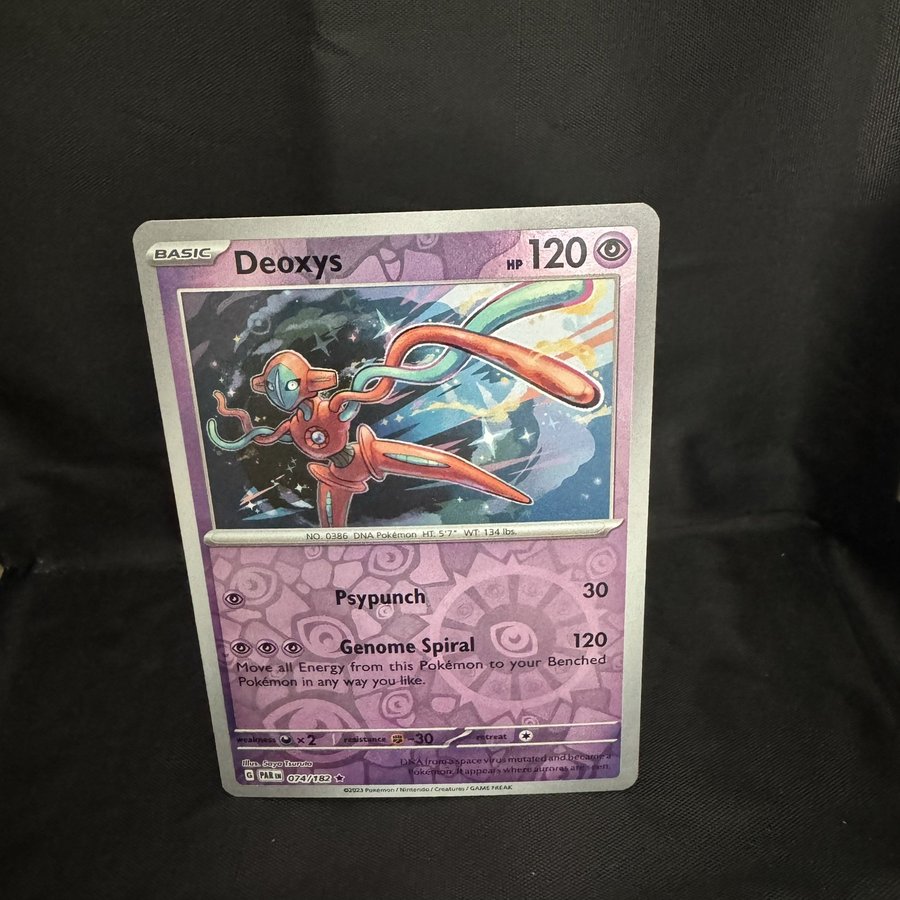 BASIC Deoxys HP 120
NO. 0386 DNA Pokémon HT: 5'7" WT: 134 lbs.
Psypunch 30
Genome Spiral 120
Move all Energy from this Pokémon to your Benched
Pokémon in any way you like.
weakness ×2 resistance -30 retreat
Illus. Saya Tsuruta
DNA from a space virus mutated and became a
Pokémon. It appears where auroras are seen.
G PAR EN 074/182
©2023 Pokémon / Nintendo / Creatures / GAME FREAK